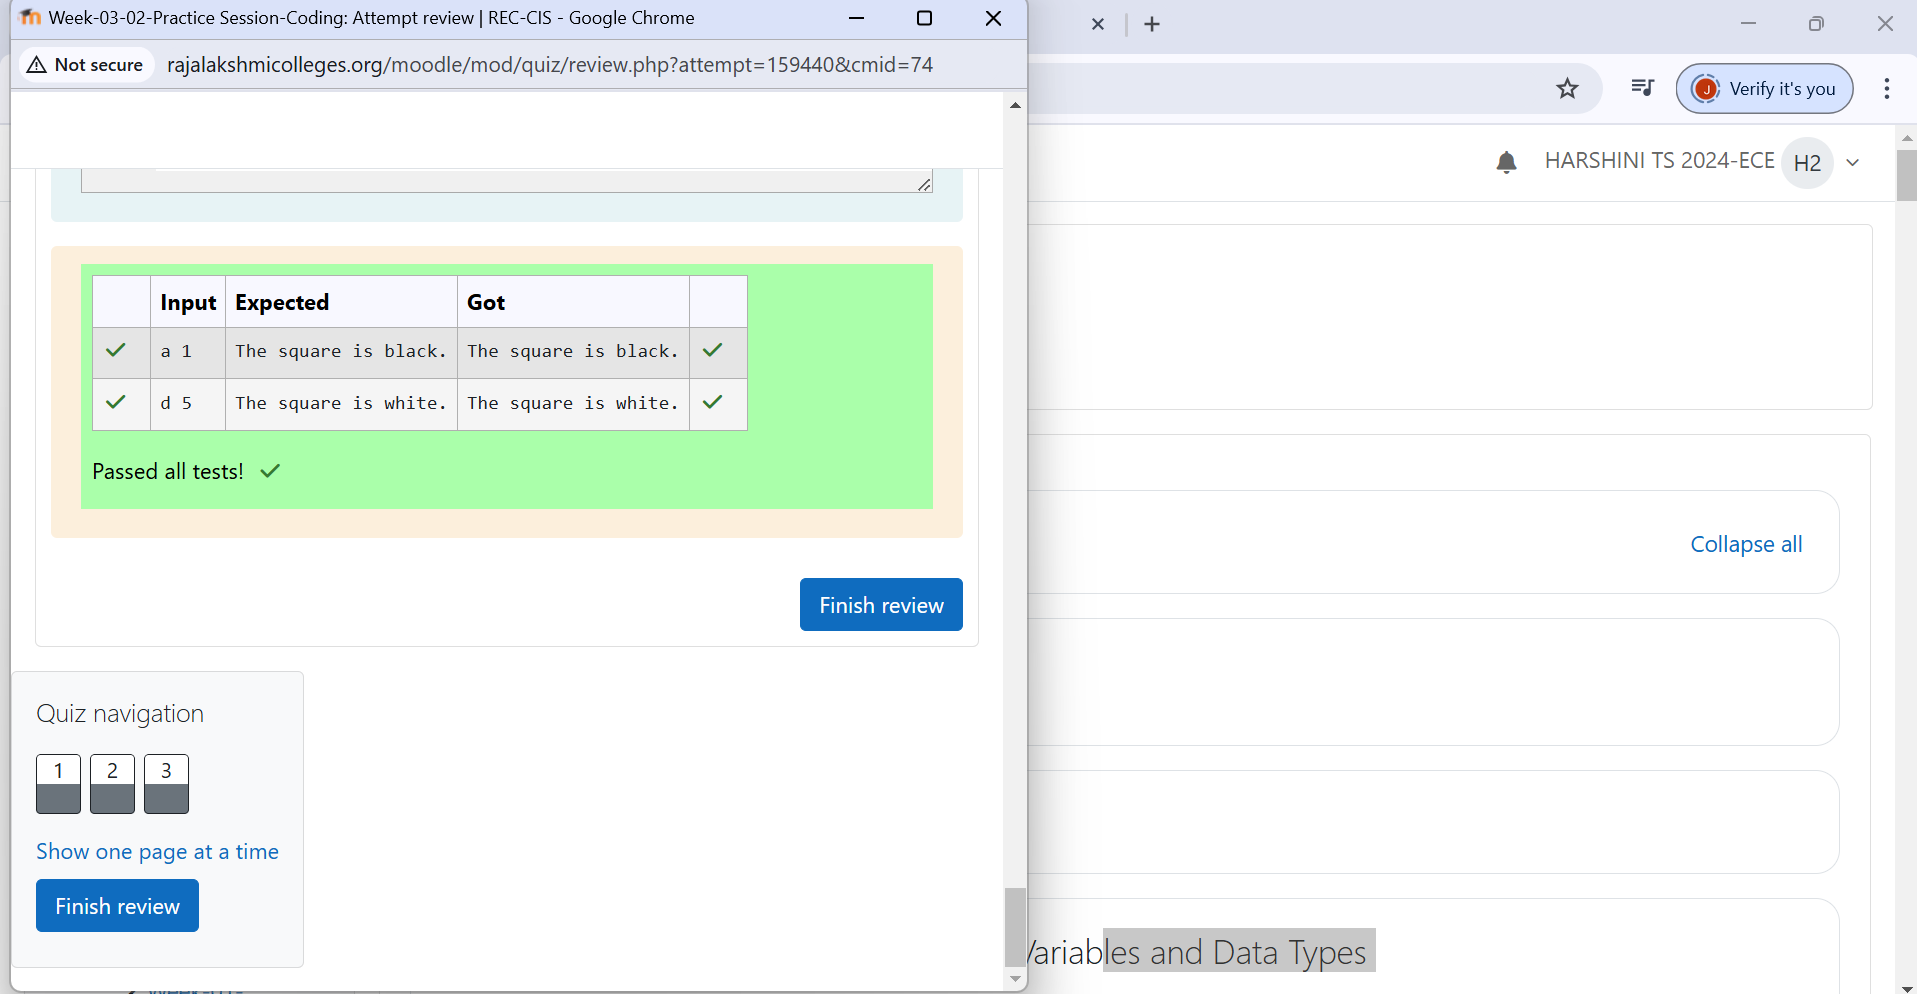 Week-03-02-Practice Session-Coding: Attempt review | REC-CIS - Google Chrome
Not secure
rajalakshmicolleges.org/moodle/mod/quiz/review.php?attempt=159440&cmid=74
J
Verify it's you
HARSHINI TS 2024-ECE
H2
Input Expected Got
a 1 The square is black. The square is black.
d 5 The square is white. The square is white.
Passed all tests!
Collapse all
Finish review
Quiz navigation
1 2 3
Show one page at a time
Finish review
Variables and Data Types